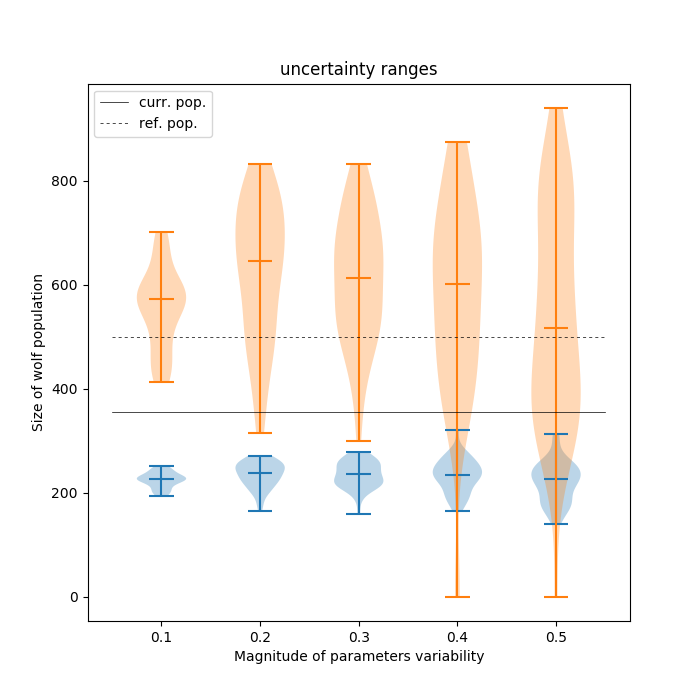 uncertainty ranges
curr. pop.
ref. pop.
800
600
400
200
0
Size of wolf population
0.1 0.2 0.3 0.4 0.5
Magnitude of parameters variability